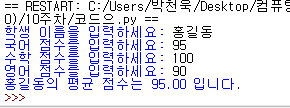 == RESTART: C:/Users/박천욱/Desktop/컴퓨팅
0)/10주차/코드으.py ==
학생 이름을 입력하세요: 홍길동
국어 점수를 입력하세요: 95
수학 점수를 입력하세요: 100
영어 점수를 입력하세요: 90
홍길동의 평균 점수는 95.00 입니다.
>>>